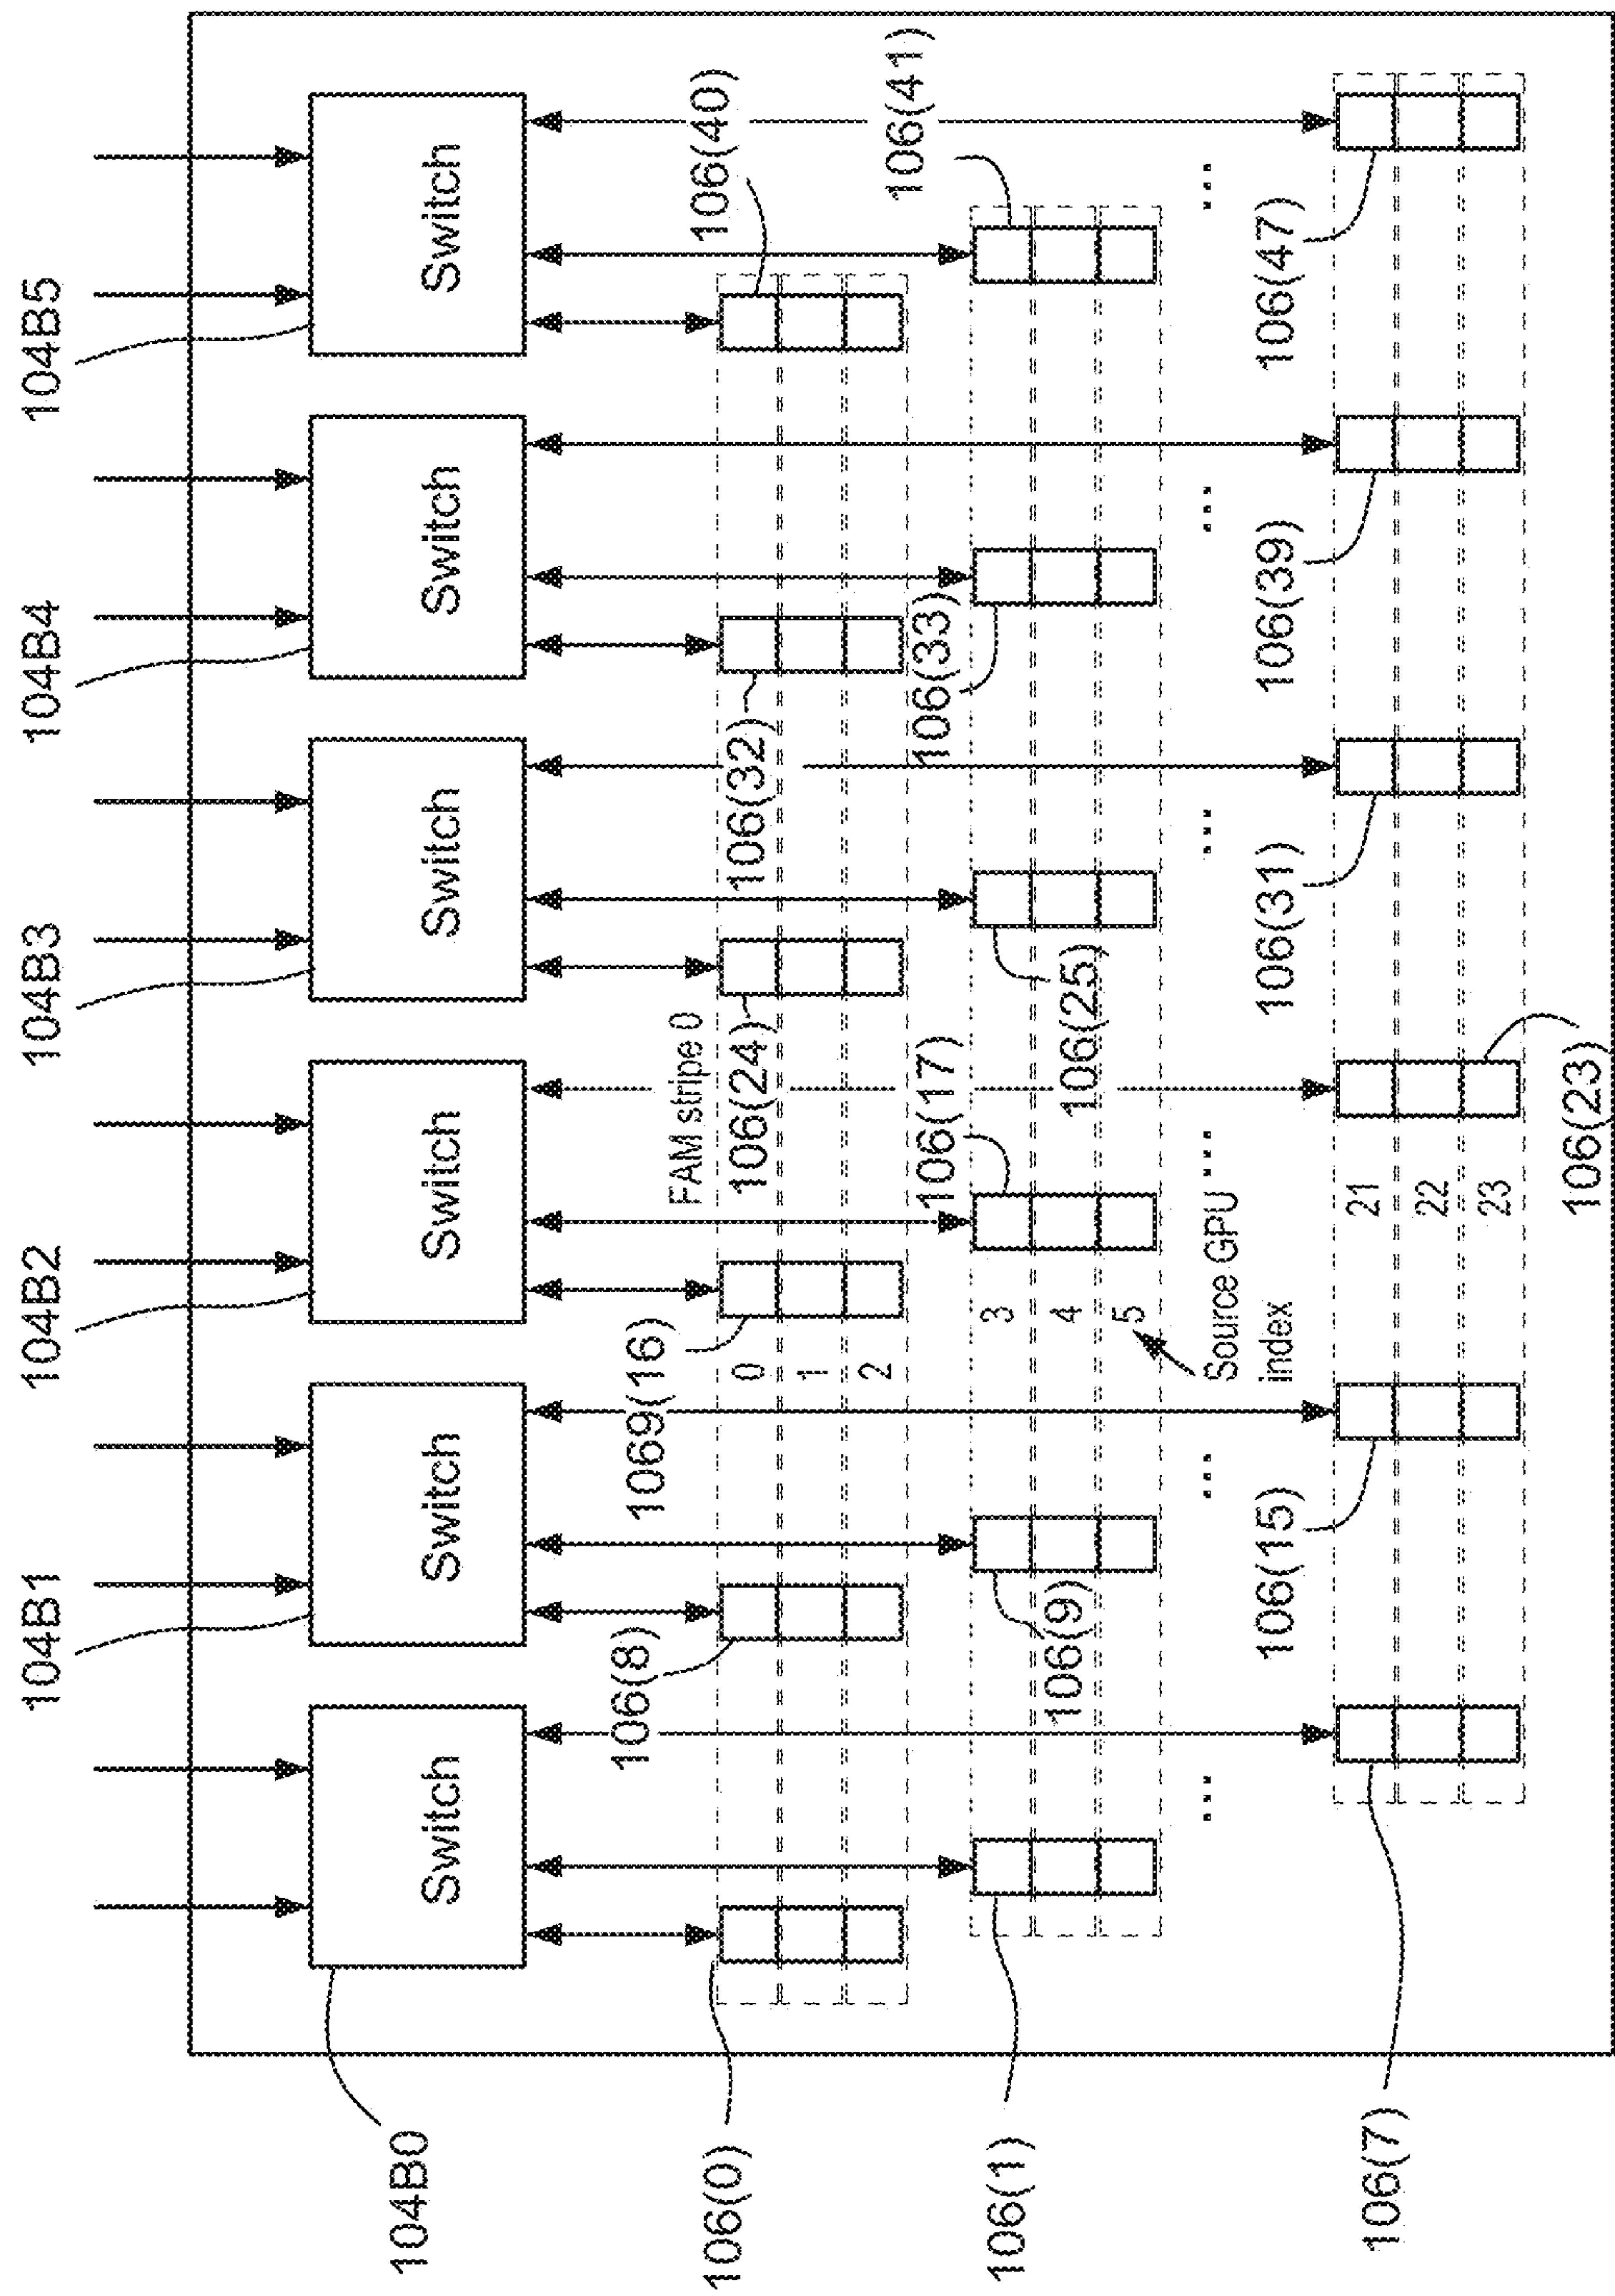 104B0
104B1
104B2
104B3
104B4
104B5
Switch
Switch
Switch
Switch
Switch
Switch
106(0)
106(8)
1069(16)
FAM stripe 0
106(24)
106(32)
106(40)
0
1
2
106(1)
106(9)
106(17)
106(25)
106(33)
106(41)
3
4
5
Source GPU
index
...
...
...
...
...
...
106(7)
106(15)
106(23)
106(31)
106(39)
106(47)
21
22
23